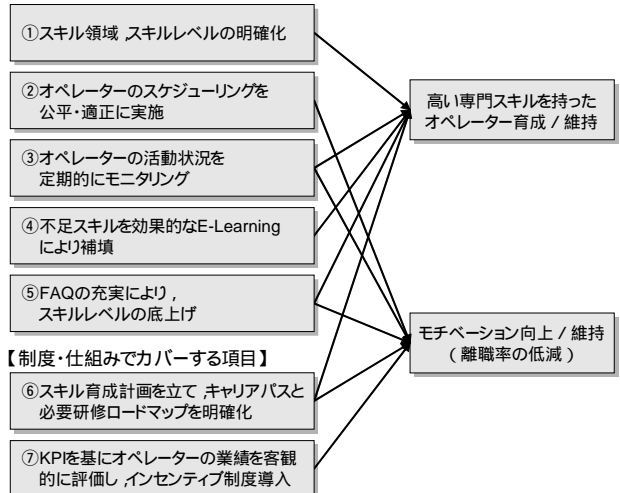 ①スキル領域,スキルレベルの明確化
②オペレーターのスケジューリングを
公平・適正に実施
③オペレーターの活動状況を
定期的にモニタリング
④不足スキルを効果的なE-Learning
により補填
⑤FAQの充実により,
スキルレベルの底上げ
【制度・仕組みでカバーする項目】
⑥スキル育成計画を立て,キャリアパスと
必要研修ロードマップを明確化
⑦KPIを基にオペレーターの業績を客観
的に評価し,インセンティブ制度導入
高い専門スキルを持った
オペレーター育成/維持
モチベーション向上/維持
(離職率の低減)